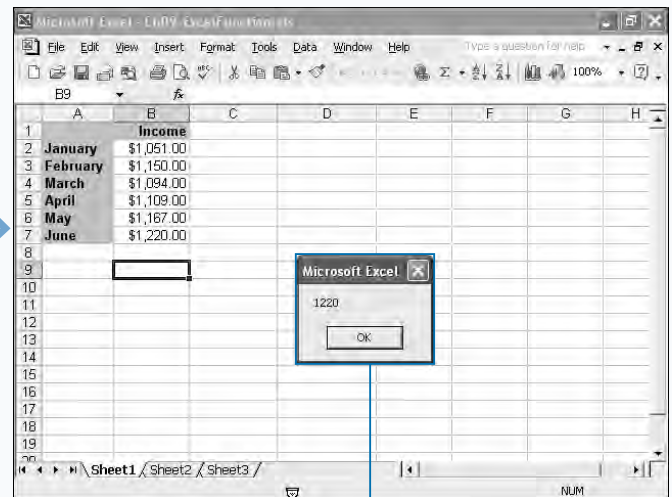 Microsoft Excel - Ch09-ExcelFunction.xls
File Edit View Insert Format Tools Data Window Help Type a question for help
100%
B9 fx
A B C D E F G H
1 Income
2 January $1,051.00
3 February $1,150.00
4 March $1,094.00
5 April $1,109.00
6 May $1,167.00
7 June $1,220.00
8
9
10
11
12
13
14
15
16
17
18
19
Microsoft Excel
1220
OK
Sheet1 / Sheet2 / Sheet3 /
NUM